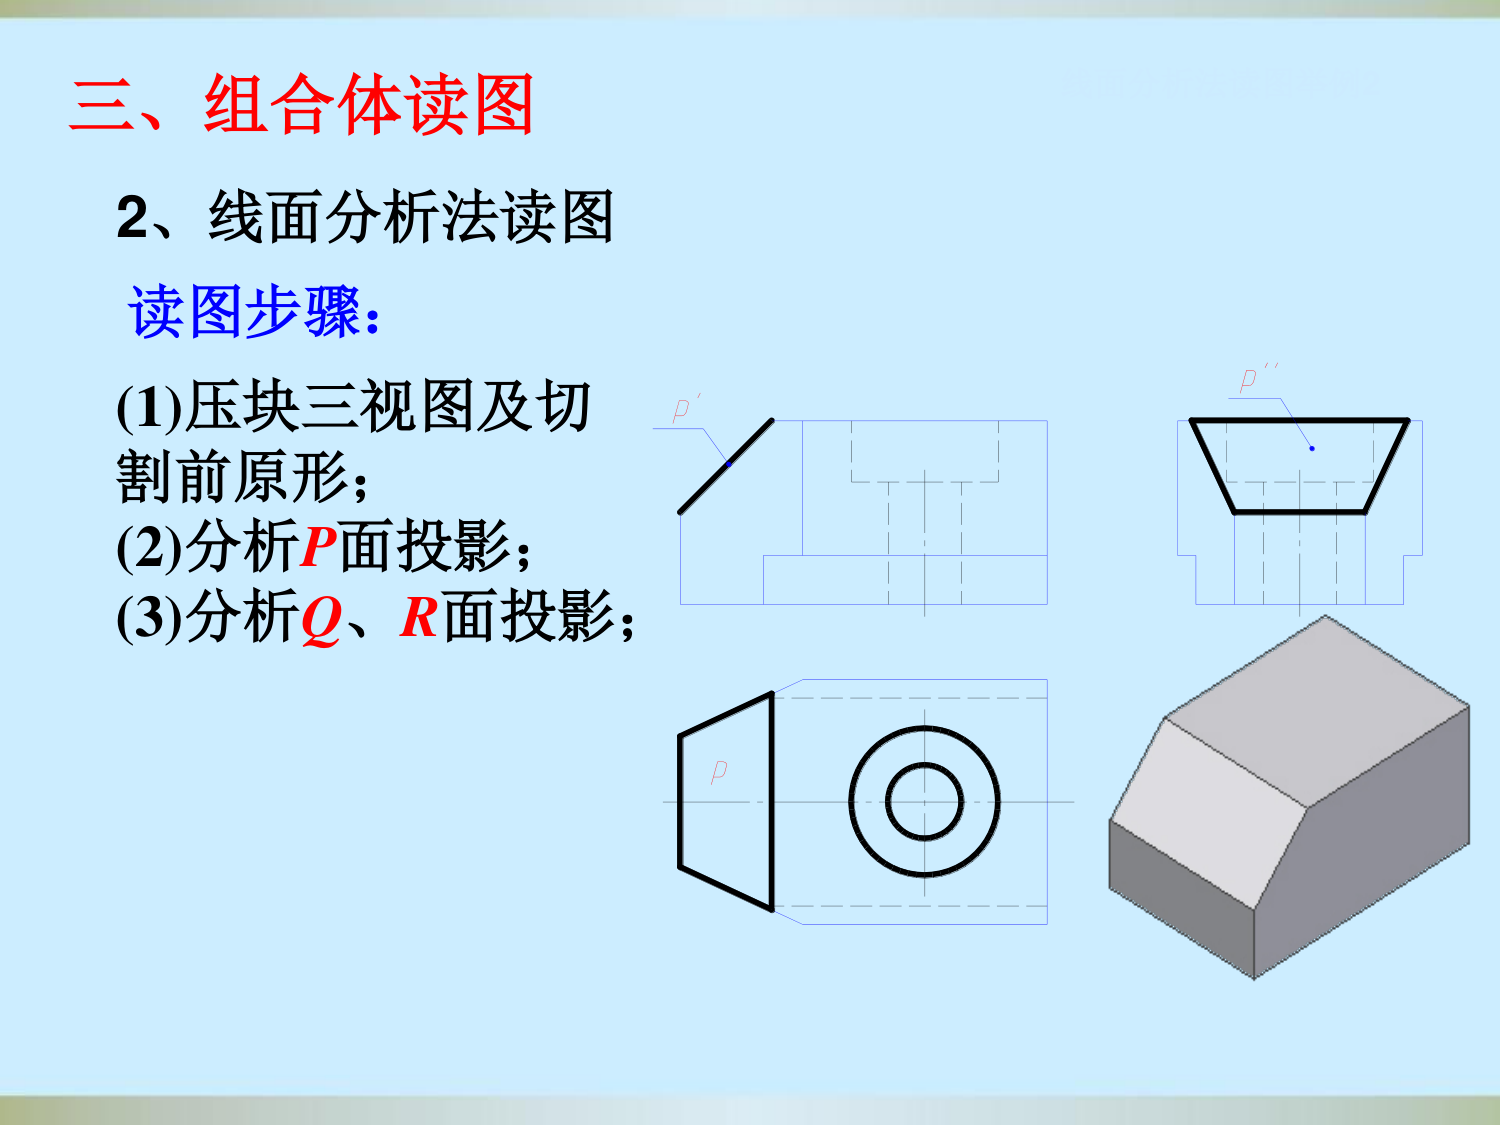 三、组合体读图
2、线面分析法读图
读图步骤：
(1)压块三视图及切
割前原形；
(2)分析P面投影；
(3)分析Q、R面投影；
p′
p″
p